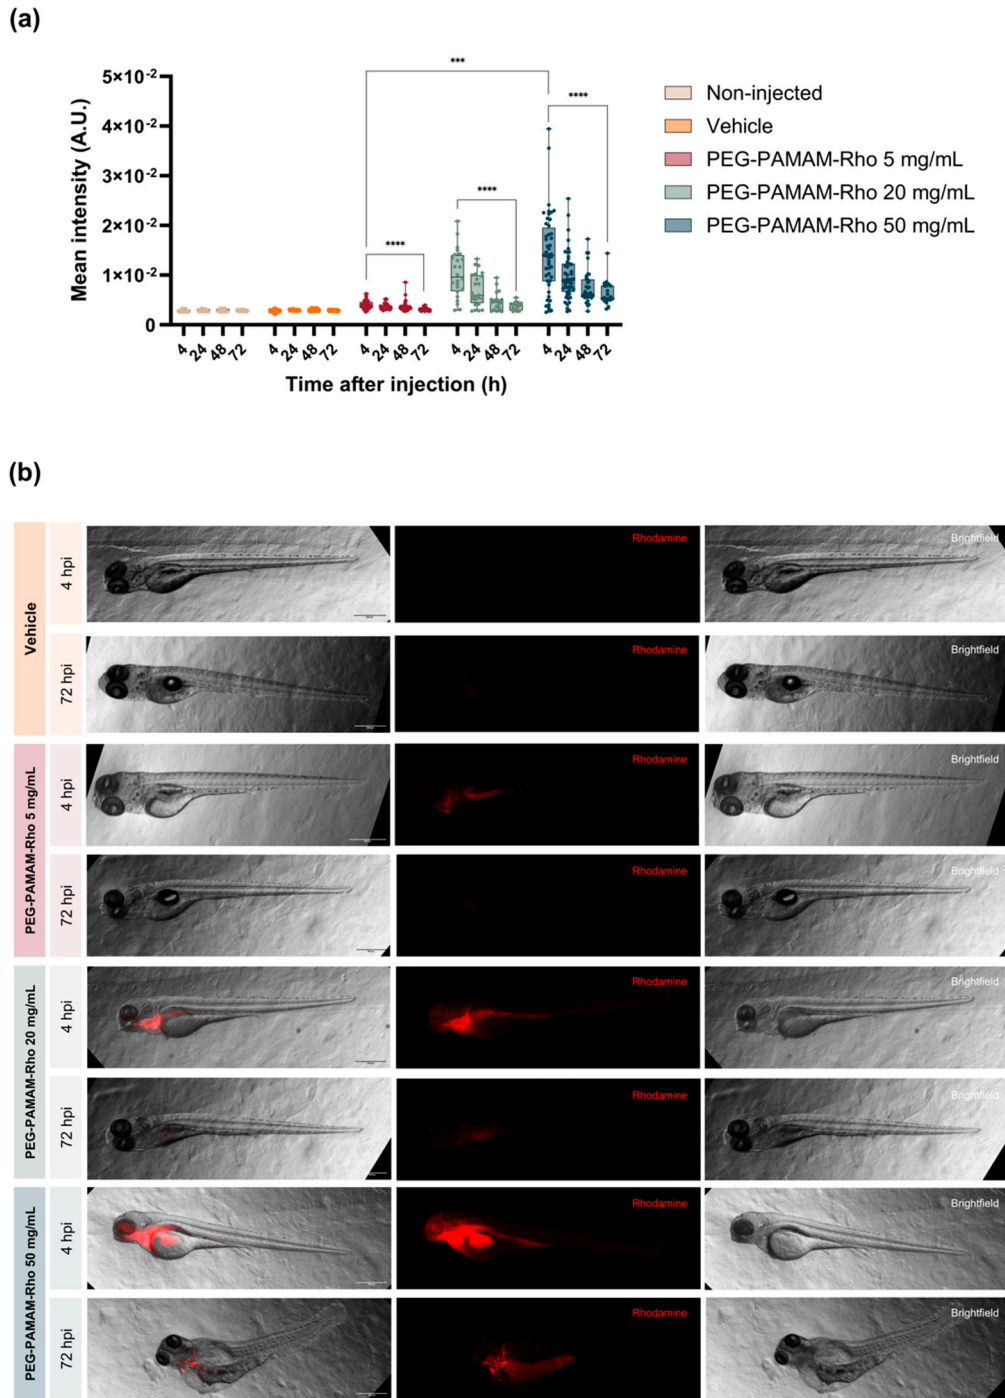 (a)
5×10⁻²
4×10⁻²
3×10⁻²
2×10⁻²
1×10⁻²
0
Mean intensity (A.U.)
***
****
****
****
4 24 48 72 4 24 48 72 4 24 48 72 4 24 48 72 4 24 48 72
Time after injection (h)
Non-injected
Vehicle
PEG-PAMAM-Rho 5 mg/mL
PEG-PAMAM-Rho 20 mg/mL
PEG-PAMAM-Rho 50 mg/mL
(b)
Vehicle
4 hpi
Rhodamine
Brightfield
72 hpi
Rhodamine
Brightfield
PEG-PAMAM-Rho 5 mg/mL
4 hpi
Rhodamine
Brightfield
72 hpi
Rhodamine
Brightfield
PEG-PAMAM-Rho 20 mg/mL
4 hpi
Rhodamine
Brightfield
72 hpi
Rhodamine
Brightfield
PEG-PAMAM-Rho 50 mg/mL
4 hpi
Rhodamine
Brightfield
72 hpi
Rhodamine
Brightfield